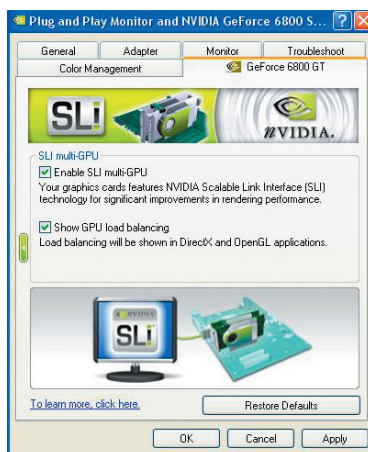 Plug and Play Monitor and NVIDIA GeForce 6800 S...
General Adapter Monitor Troubleshoot
Color Management GeForce 6800 GT
SLI NVIDIA.
SLI multi-GPU
Enable SLI multi-GPU
Your graphics cards features NVIDIA Scalable Link Interface (SLI)
technology for significant improvements in rendering performance.
Show GPU load balancing
Load balancing will be shown in DirectX and OpenGL applications.
NVIDIA
SLI
To learn more, click here.
Restore Defaults
OK Cancel Apply